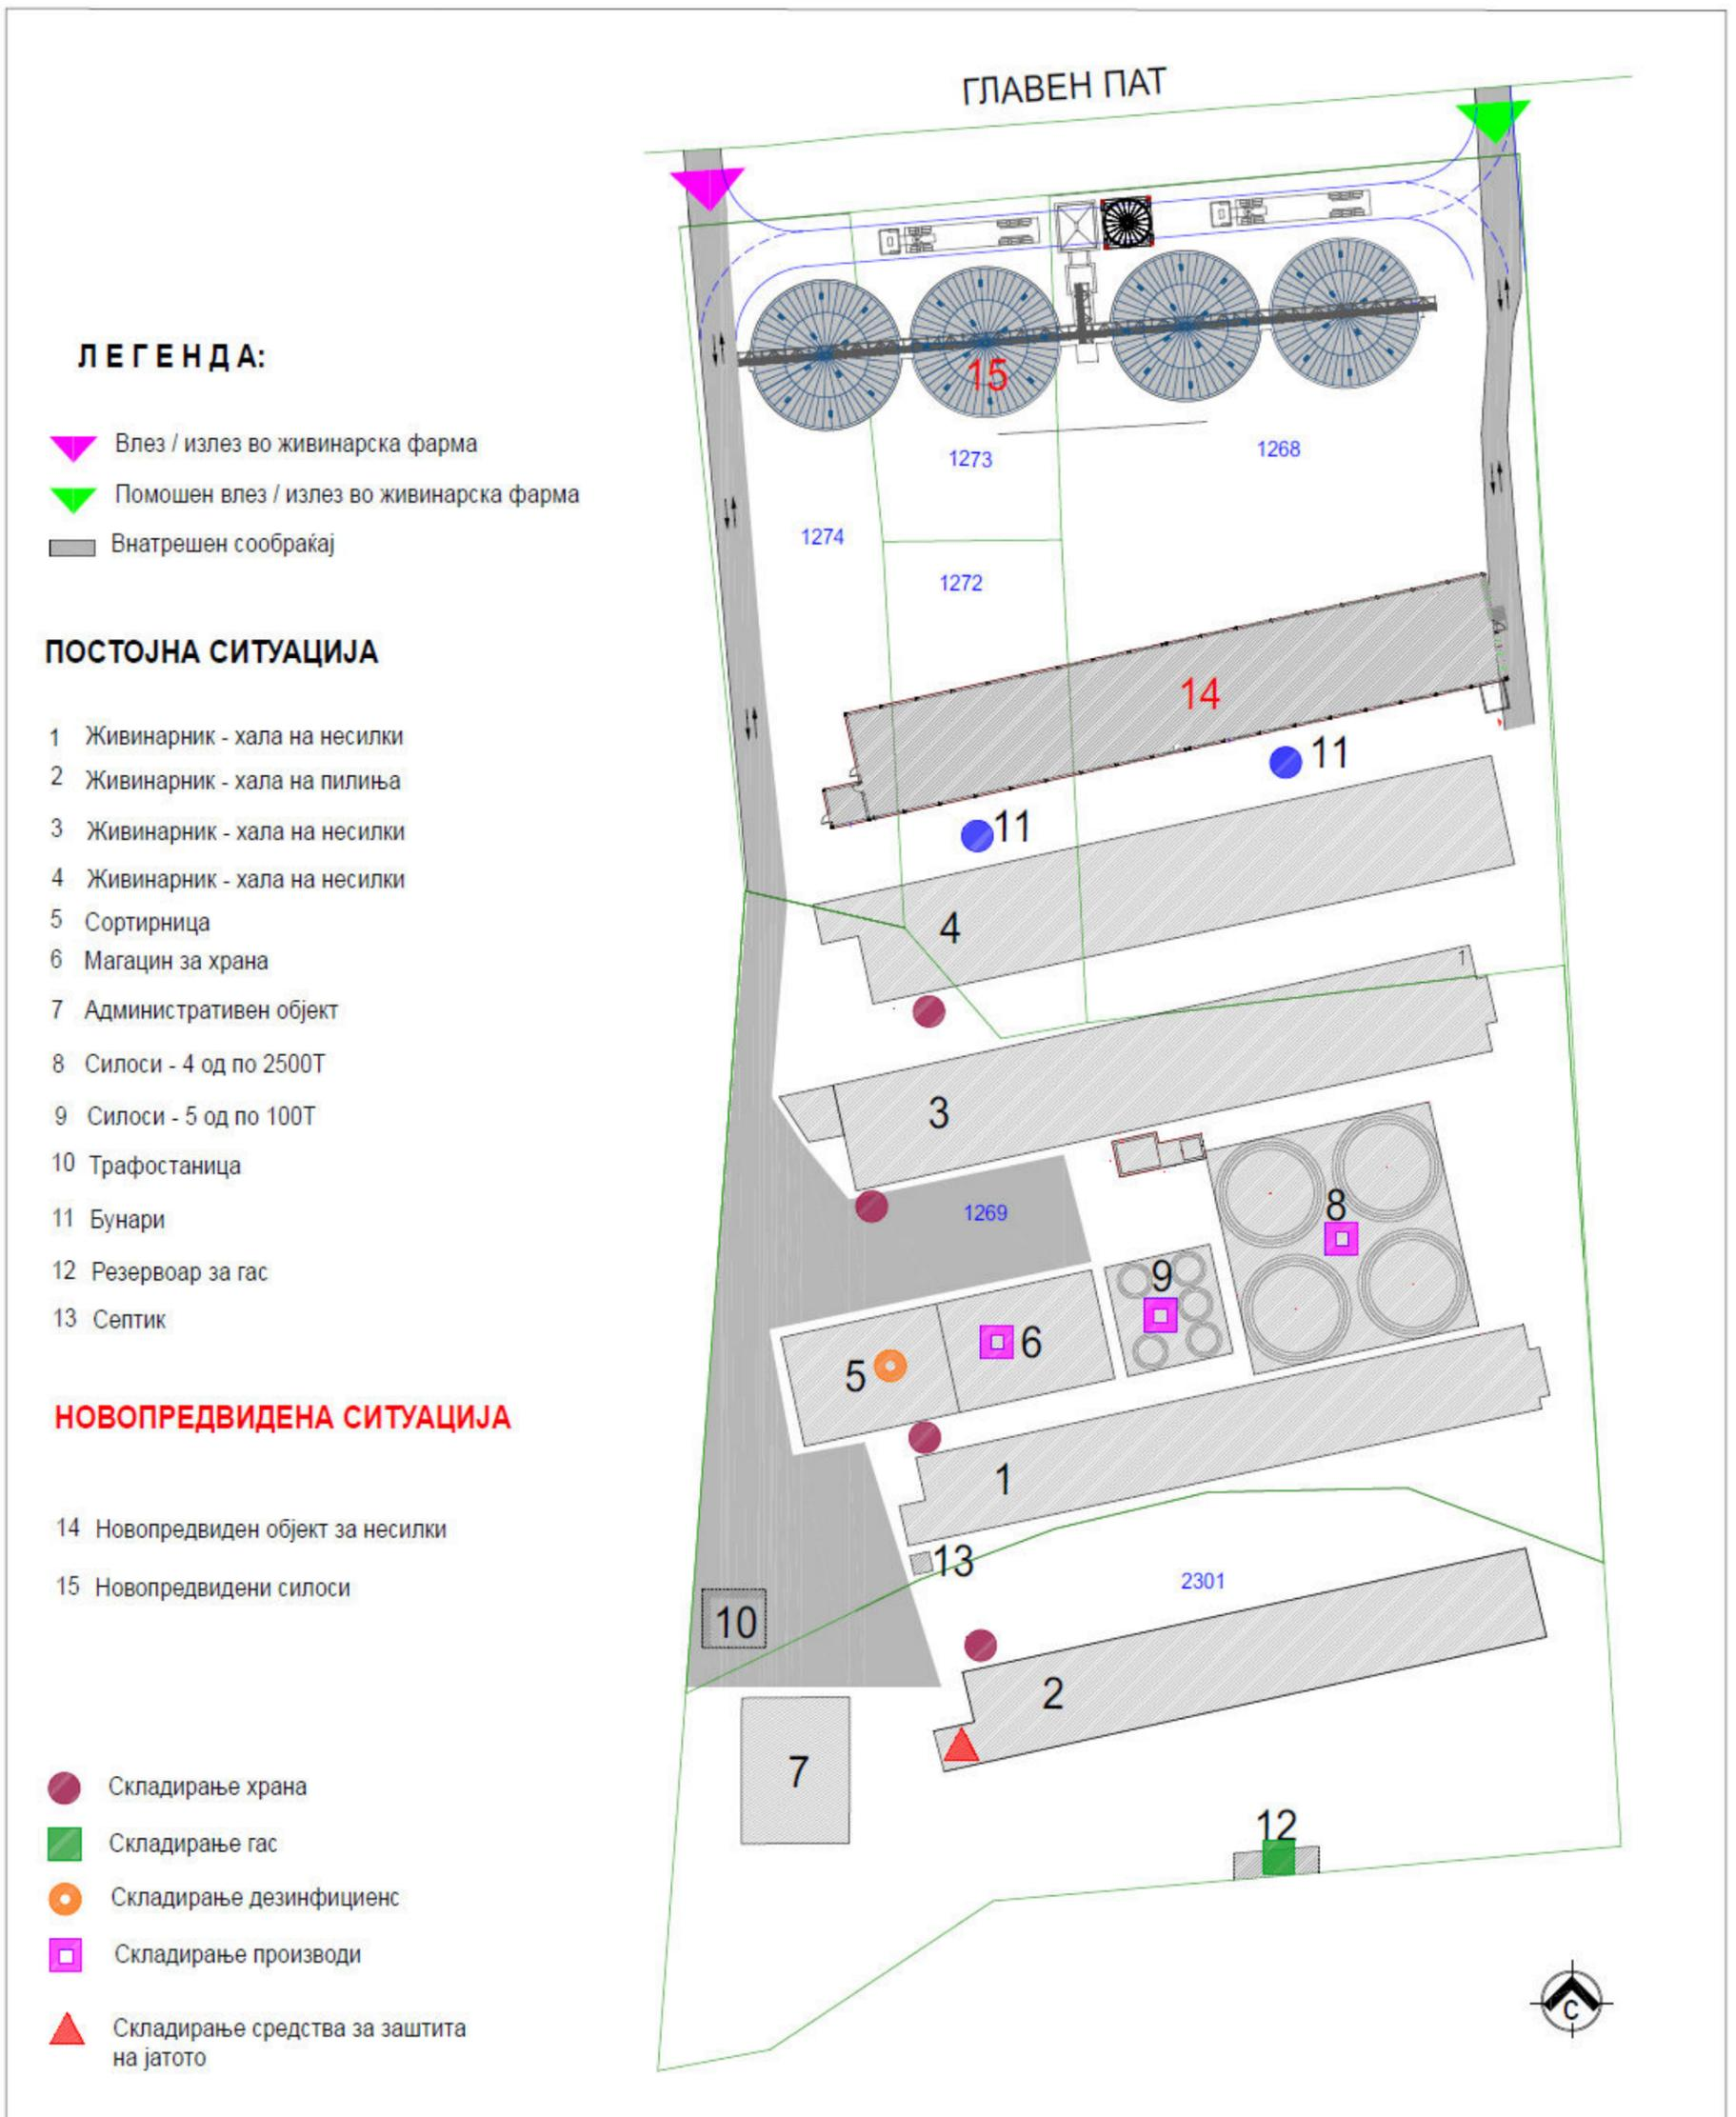 ГЛАВЕН ПАТ
15
1273
1268
1274
1272
14
11
11
4
1
3
1269
8
9
6
5
1
13
2301
10
2
7
12
С
ЛЕГЕНДА:
Влез / излез во живинарска фарма
Помошен влез / излез во живинарска фарма
Внатрешен сообраќај
ПОСТОЈНА СИТУАЦИЈА
1 Живинарник - хала на несилки
2 Живинарник - хала на пилиња
3 Живинарник - хала на несилки
4 Живинарник - хала на несилки
5 Сортирница
6 Магацин за храна
7 Административен објект
8 Силоси - 4 од по 2500Т
9 Силоси - 5 од по 100Т
10 Трафостаница
11 Бунари
12 Резервоар за гас
13 Септик
НОВОПРЕДВИДЕНА СИТУАЦИЈА
14 Новопредвиден објект за несилки
15 Новопредвидени силоси
Складирање храна
Складирање гас
Складирање дезинфициенс
Складирање производи
Складирање средства за заштита
на јатото